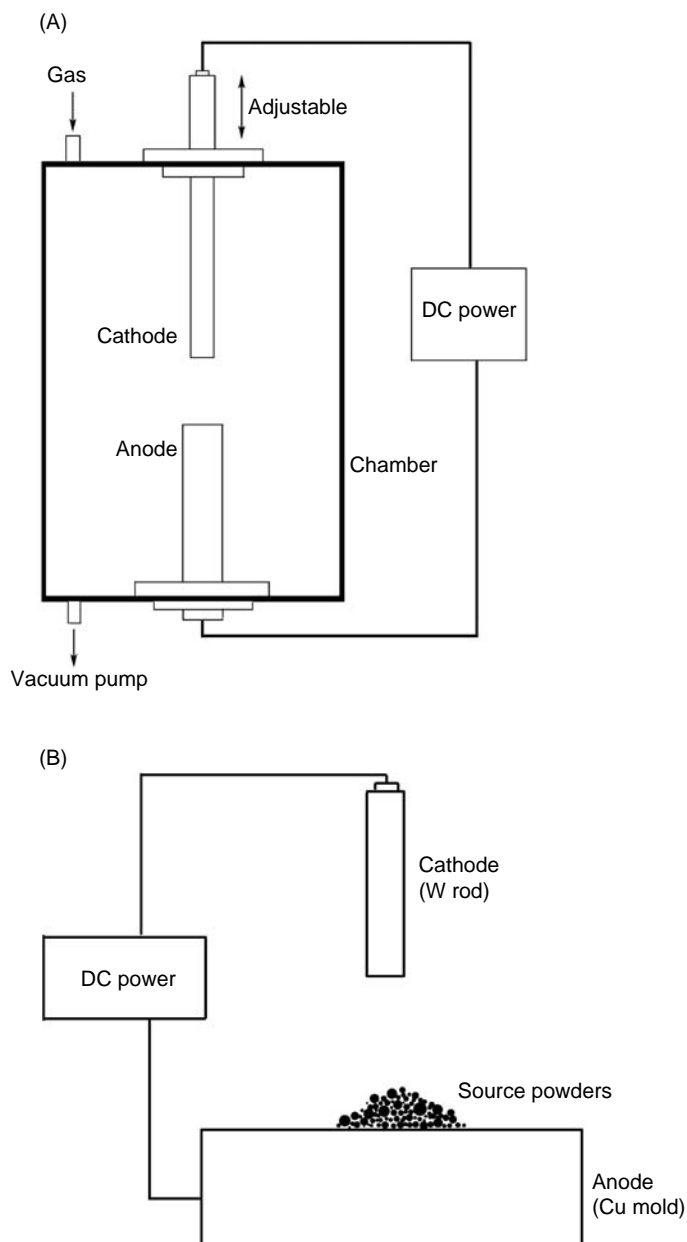 (A)
Gas
Adjustable
DC power
Cathode
Anode
Chamber
Vacuum pump
(B)
Cathode
(W rod)
DC power
Source powders
Anode
(Cu mold)